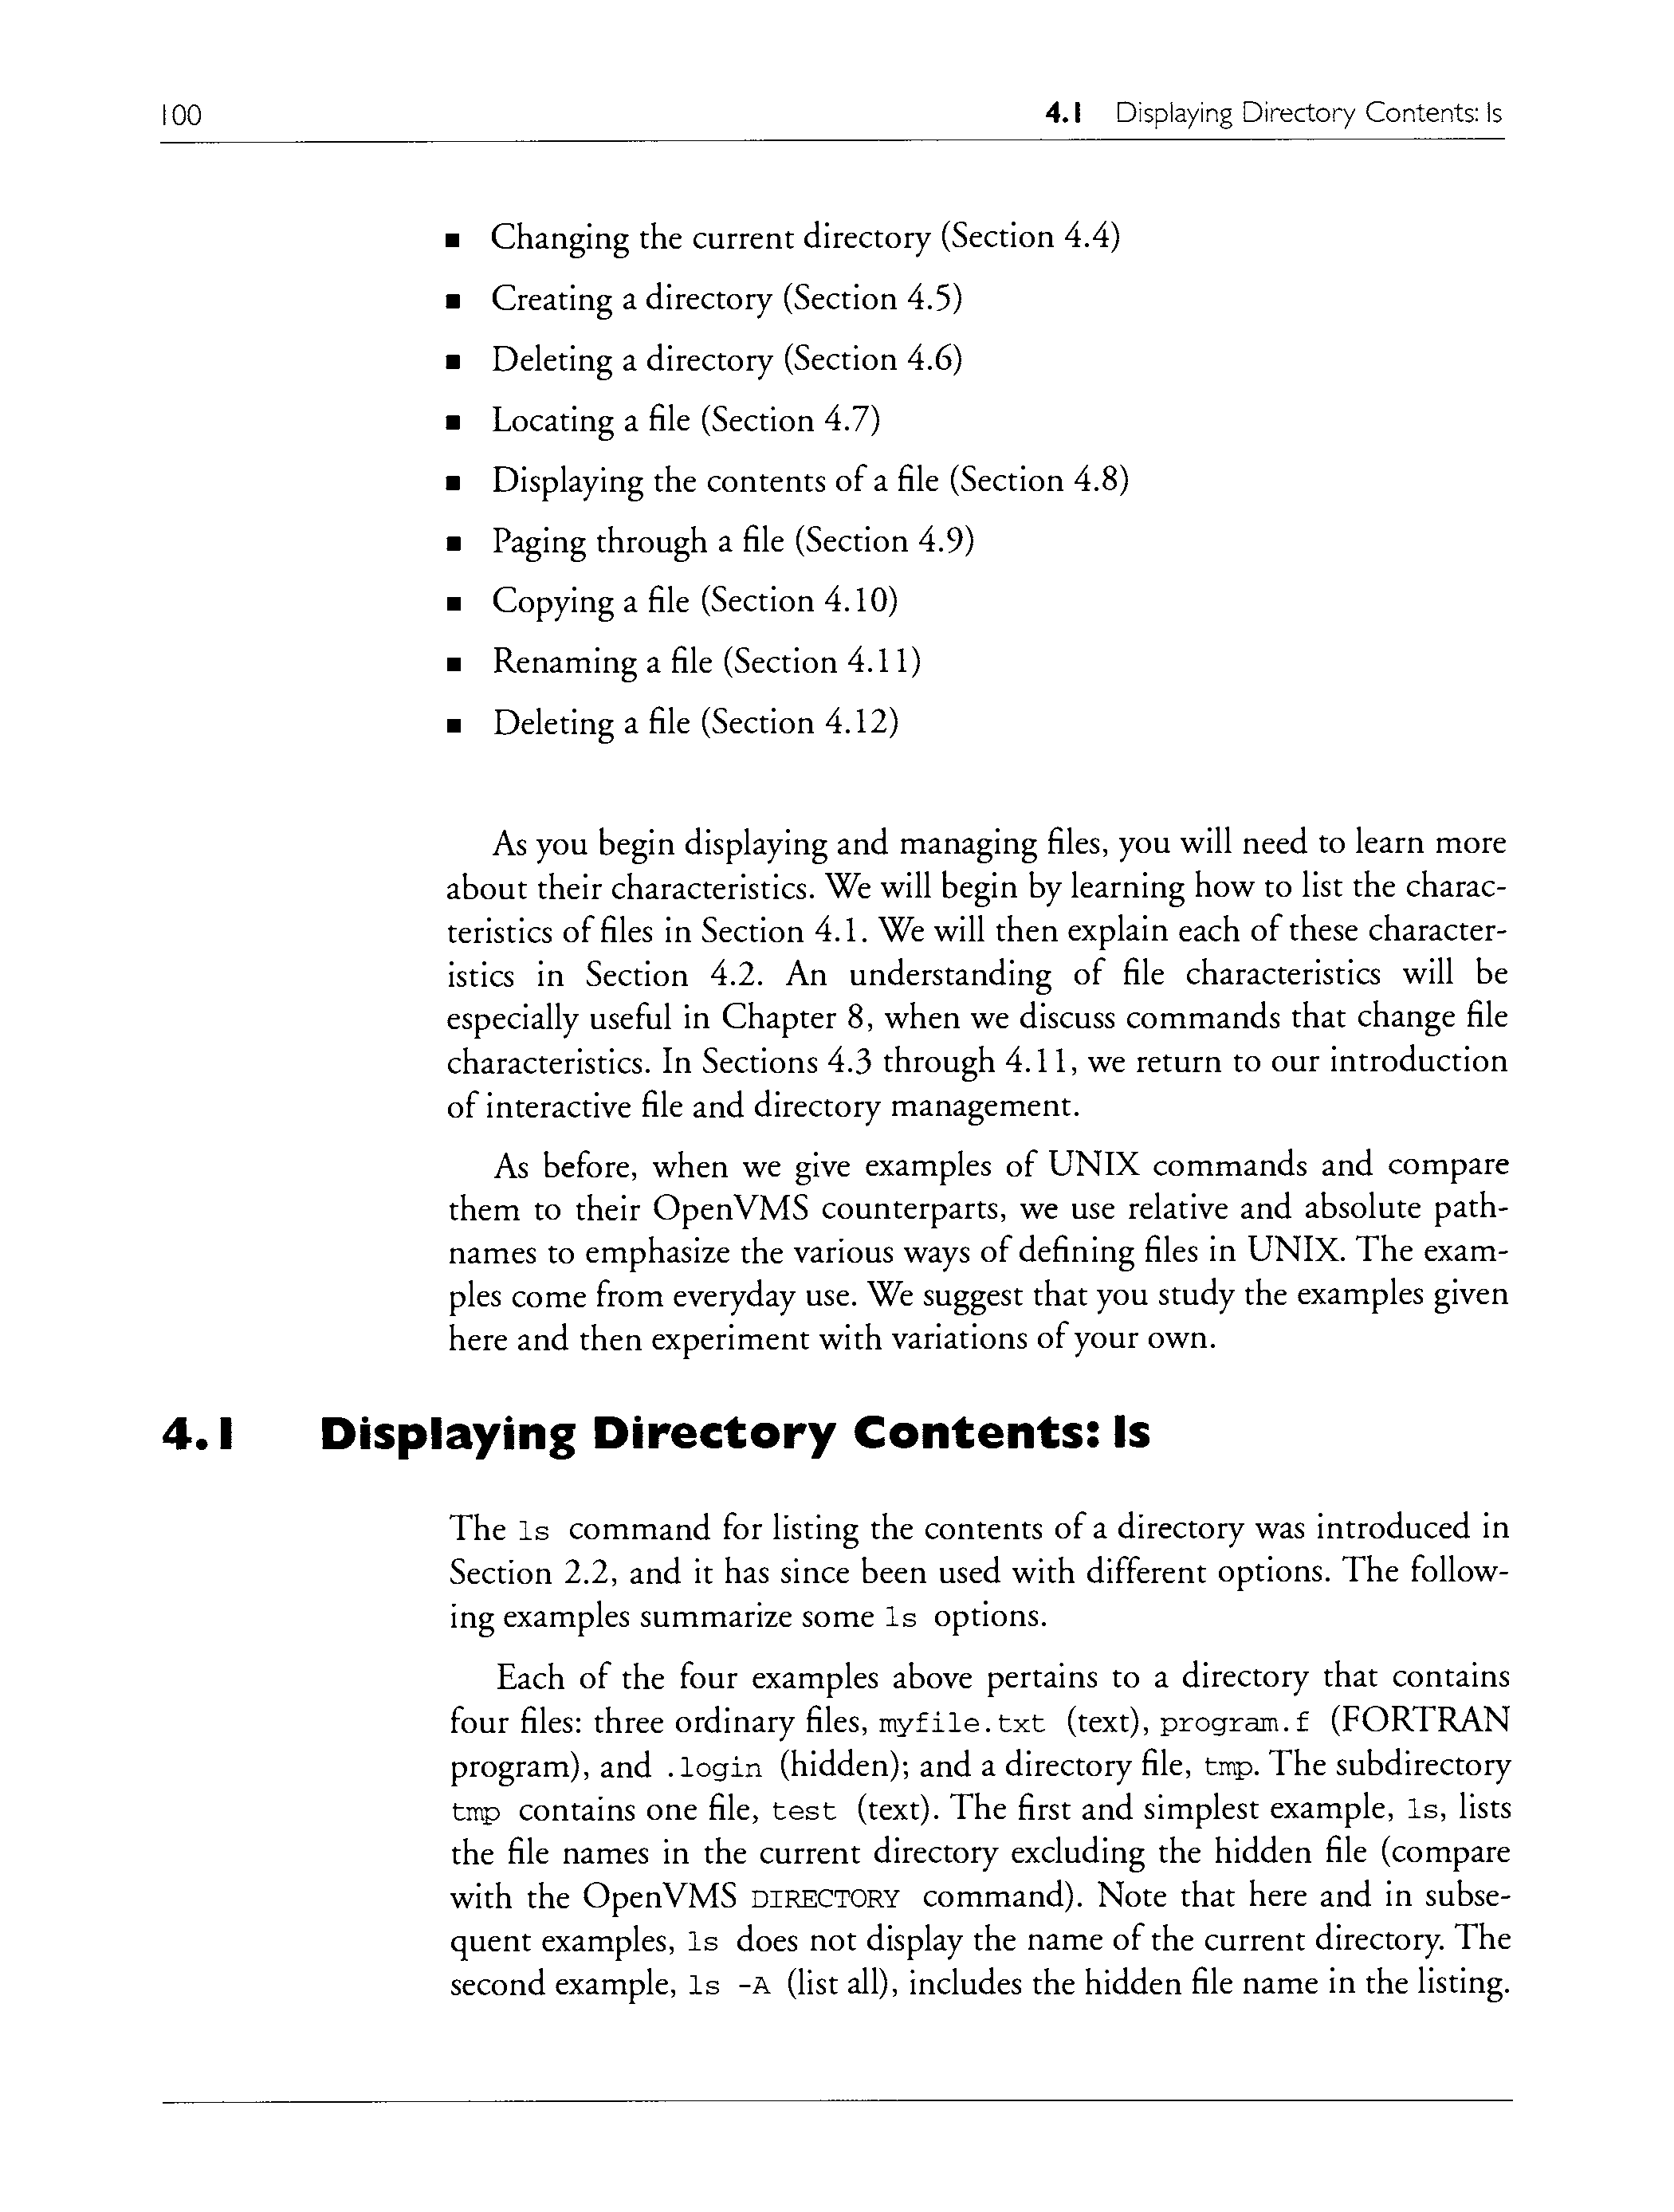 100
4.1 Displaying Directory Contents: ls
■ Changing the current directory (Section 4.4)
■ Creating a directory (Section 4.5)
■ Deleting a directory (Section 4.6)
■ Locating a file (Section 4.7)
■ Displaying the contents of a file (Section 4.8)
■ Paging through a file (Section 4.9)
■ Copying a file (Section 4.10)
■ Renaming a file (Section 4.11)
■ Deleting a file (Section 4.12)
As you begin displaying and managing files, you will need to learn more
about their characteristics. We will begin by learning how to list the charac-
teristics of files in Section 4.1. We will then explain each of these character-
istics in Section 4.2. An understanding of file characteristics will be
especially useful in Chapter 8, when we discuss commands that change file
characteristics. In Sections 4.3 through 4.11, we return to our introduction
of interactive file and directory management.
As before, when we give examples of UNIX commands and compare
them to their OpenVMS counterparts, we use relative and absolute path-
names to emphasize the various ways of defining files in UNIX. The exam-
ples come from everyday use. We suggest that you study the examples given
here and then experiment with variations of your own.
4.1 Displaying Directory Contents: ls
The ls command for listing the contents of a directory was introduced in
Section 2.2, and it has since been used with different options. The follow-
ing examples summarize some ls options.
Each of the four examples above pertains to a directory that contains
four files: three ordinary files, myfile.txt (text), program.f (FORTRAN
program), and .login (hidden); and a directory file, tmp. The subdirectory
tmp contains one file, test (text). The first and simplest example, ls, lists
the file names in the current directory excluding the hidden file (compare
with the OpenVMS DIRECTORY command). Note that here and in subse-
quent examples, ls does not display the name of the current directory. The
second example, ls -A (list all), includes the hidden file name in the listing.